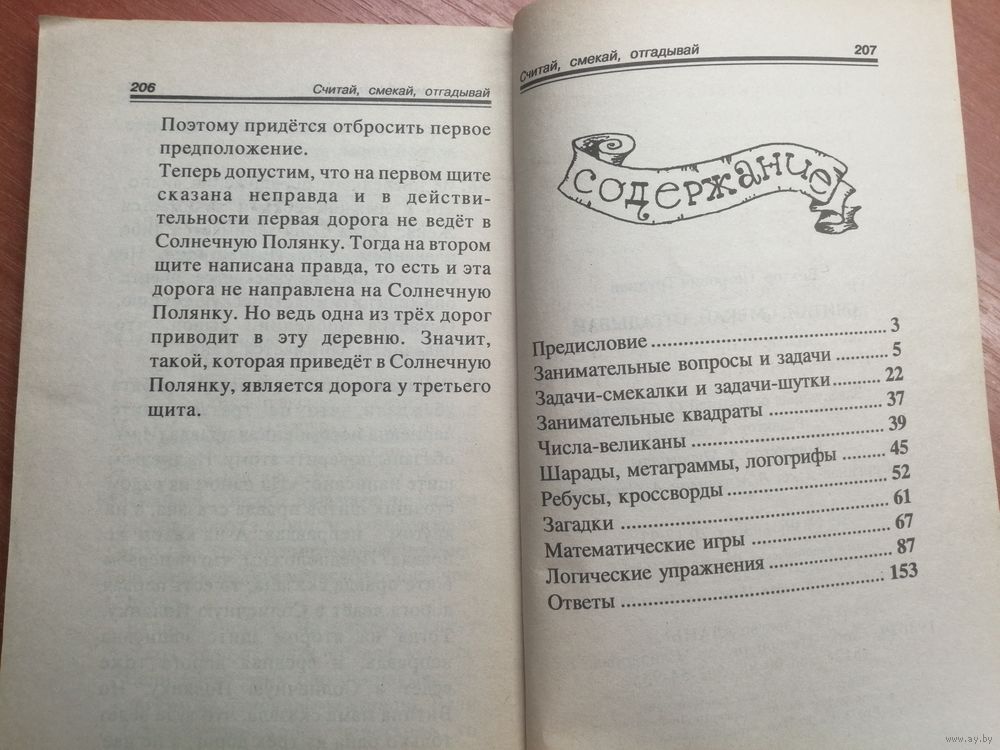 206 Считай, смекай, отгадывай
Поэтому придётся отбросить первое
предположение.
Теперь допустим, что на первом щите
сказана неправда и в действи-
тельности первая дорога не ведёт в
Солнечную Полянку. Тогда на втором
щите написана правда, то есть и эта
дорога не направлена на Солнечную
Полянку. Но ведь одна из трёх дорог
приводит в эту деревню. Значит,
такой, которая приведёт в Солнечную
Полянку, является дорога у третьего
щита.
Считай, смекай, отгадывай 207
Содержание
Предисловие 3
Занимательные вопросы и задачи 5
Задачи-смекалки и задачи-шутки 22
Занимательные квадраты 37
Числа-великаны 39
Шарады, метаграммы, логогрифы 45
Ребусы, кроссворды 52
Загадки 61
Математические игры 67
Логические упражнения 87
Ответы 153
www.ay.by